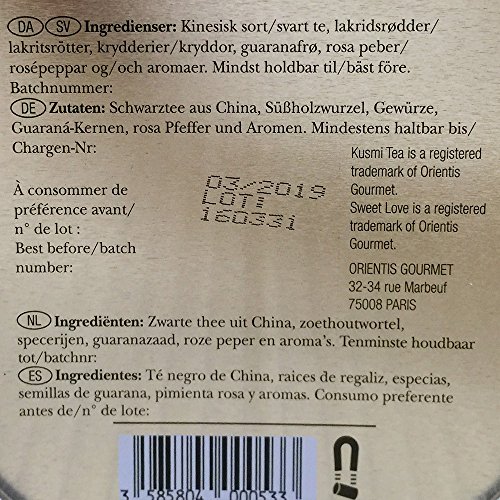 DA SV Ingredienser: Kinesisk sort/svart te, lakridsrødder/
lakritsrötter, krydderier/kryddor, guaranafrø, rosa peber/
rosépeppar og/och aromaer. Mindst holdbar til/bäst före.
Batchnummer:
DE Zutaten: Schwarztee aus China, Süßholzwurzel, Gewürze,
Guaraná-Kernen, rosa Pfeffer und Aromen. Mindestens haltbar bis/
Chargen-Nr:
À consommer de
préférence avant/
n° de lot :
Best before/batch
number:
03/2019
LOT:
160331
Kusmi Tea is a registered
trademark of Orientis
Gourmet.
Sweet Love is a registered
trademark of Orientis
Gourmet.
ORIENTIS GOURMET
32-34 rue Marbeuf
75008 PARIS
NL Ingrediënten: Zwarte thee uit China, zoethoutwortel,
specerijen, guaranazaad, roze peper en aroma's. Tenminste houdbaar
tot/batchnr:
ES Ingredientes: Té negro de China, raices de regaliz, especias,
semillas de guarana, pimienta rosa y aromas. Consumo preferente
antes de/n° de lote:
3 585804 000533